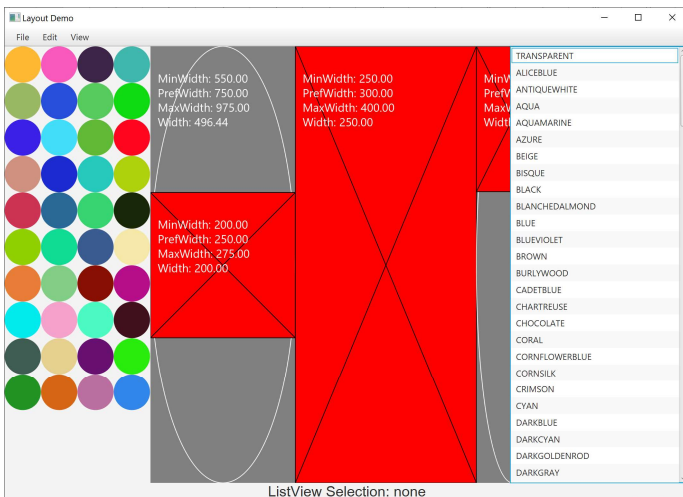 Layout Demo
File Edit View
MinWidth: 550.00
PrefWidth: 750.00
MaxWidth: 975.00
Width: 496.44
MinWidth: 200.00
PrefWidth: 250.00
MaxWidth: 275.00
Width: 200.00
MinWidth: 250.00
PrefWidth: 300.00
MaxWidth: 400.00
Width: 250.00
TRANSPARENT
ALICEBLUE
ANTIQUEWHITE
AQUA
AQUAMARINE
AZURE
BEIGE
BISQUE
BLACK
BLANCHEDALMOND
BLUE
BLUEVIOLET
BROWN
BURLYWOOD
CADETBLUE
CHARTREUSE
CHOCOLATE
CORAL
CORNFLOWERBLUE
CORNSILK
CRIMSON
CYAN
DARKBLUE
DARKCYAN
DARKGOLDENROD
DARKGRAY
ListView Selection: none